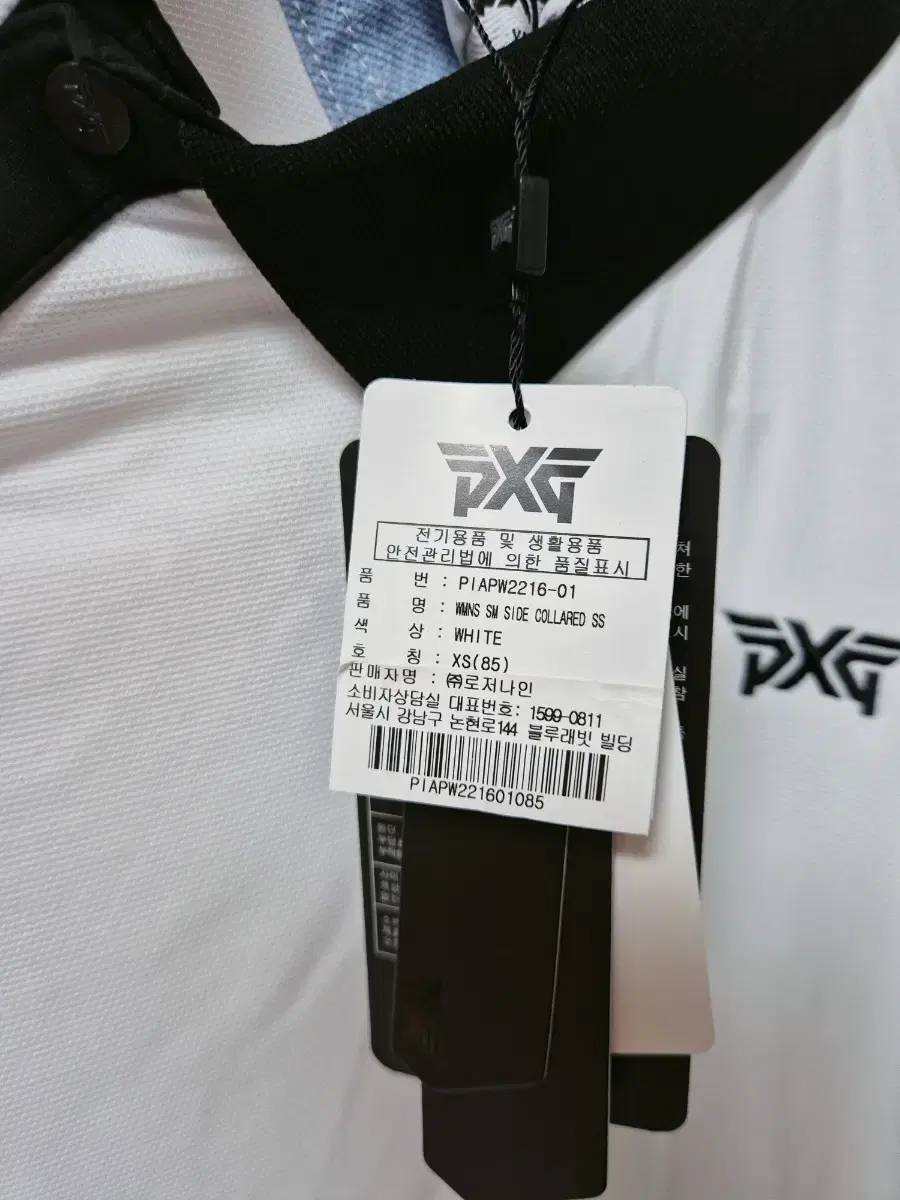 PXG
PXG
전기용품 및 생활용품
안전관리법에 의한 품질표시
품 번 : PIAPW2216-01
품 명 : WMNS SM SIDE COLLARED SS
색 상 : WHITE
호 칭 : XS(85)
판매자명 : ㈜로저나인
소비자상담실 대표번호: 1599-0811
서울시 강남구 논현로144 블루래빗 빌딩
PIAPW221601085
PXG